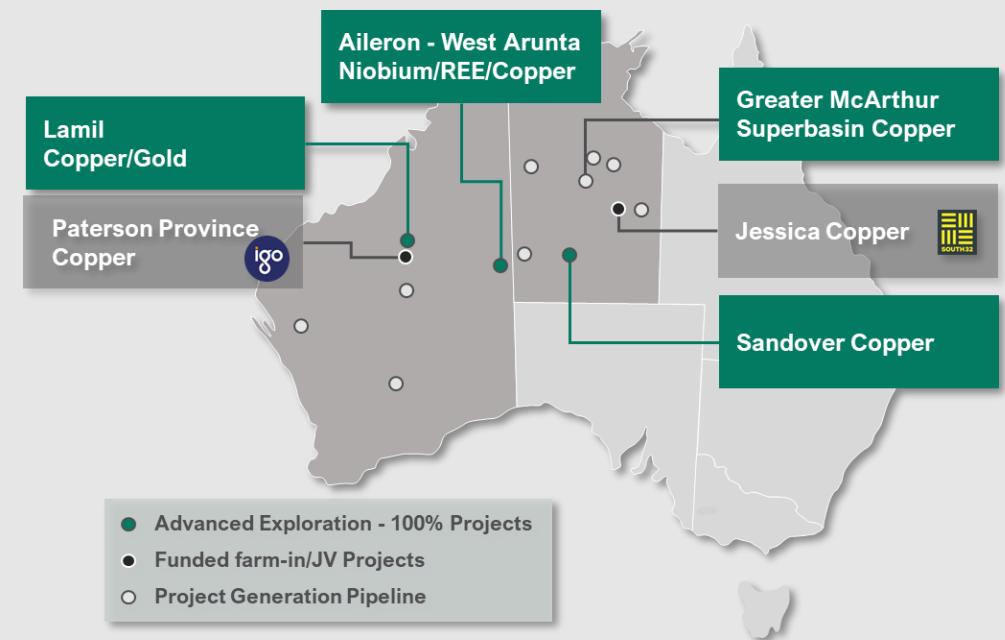 Aileron - West Arunta
Niobium/REE/Copper
Lamil
Copper/Gold
Greater McArthur
Superbasin Copper
Paterson Province
Copper
igo
Jessica Copper
SOUTH32
Sandover Copper
Advanced Exploration - 100% Projects
Funded farm-in/JV Projects
Project Generation Pipeline